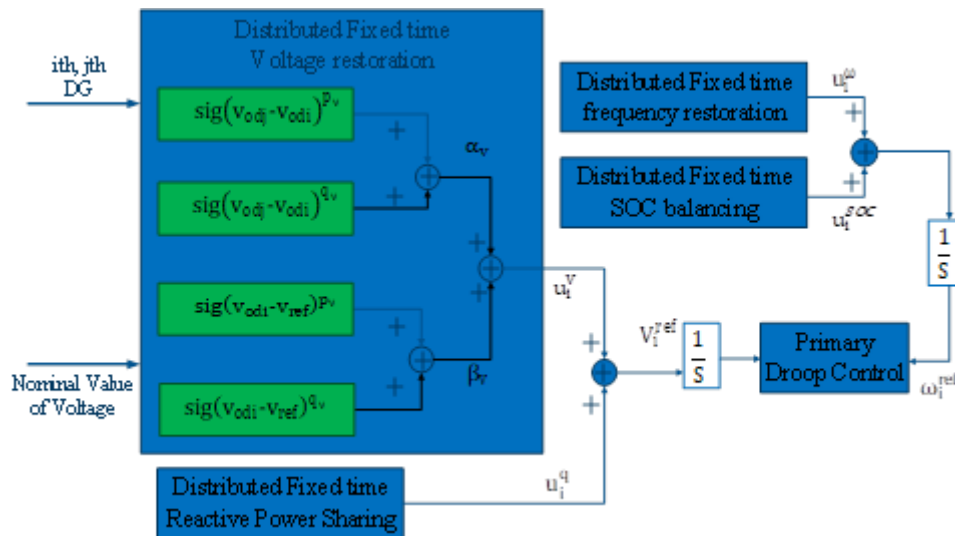 Distributed Fixed time
Voltage restoration
ith, jth
DG
sig(v_odj-v_odi)^p_v
+
α_v
sig(v_odj-v_odi)^q_v
+
+
+
sig(v_odi-v_ref)^p_v
+
β_v
sig(v_odi-v_ref)^q_v
+
Nominal Value
of Voltage
Distributed Fixed time
frequency restoration
u_i^ω
+
Distributed Fixed time
SOC balancing
+
u_i^soc
1
S
u_i^v
+
+
V_i^ref
1
S
Primary
Droop Control
ω_i^ref
Distributed Fixed time
Reactive Power Sharing
u_i^q